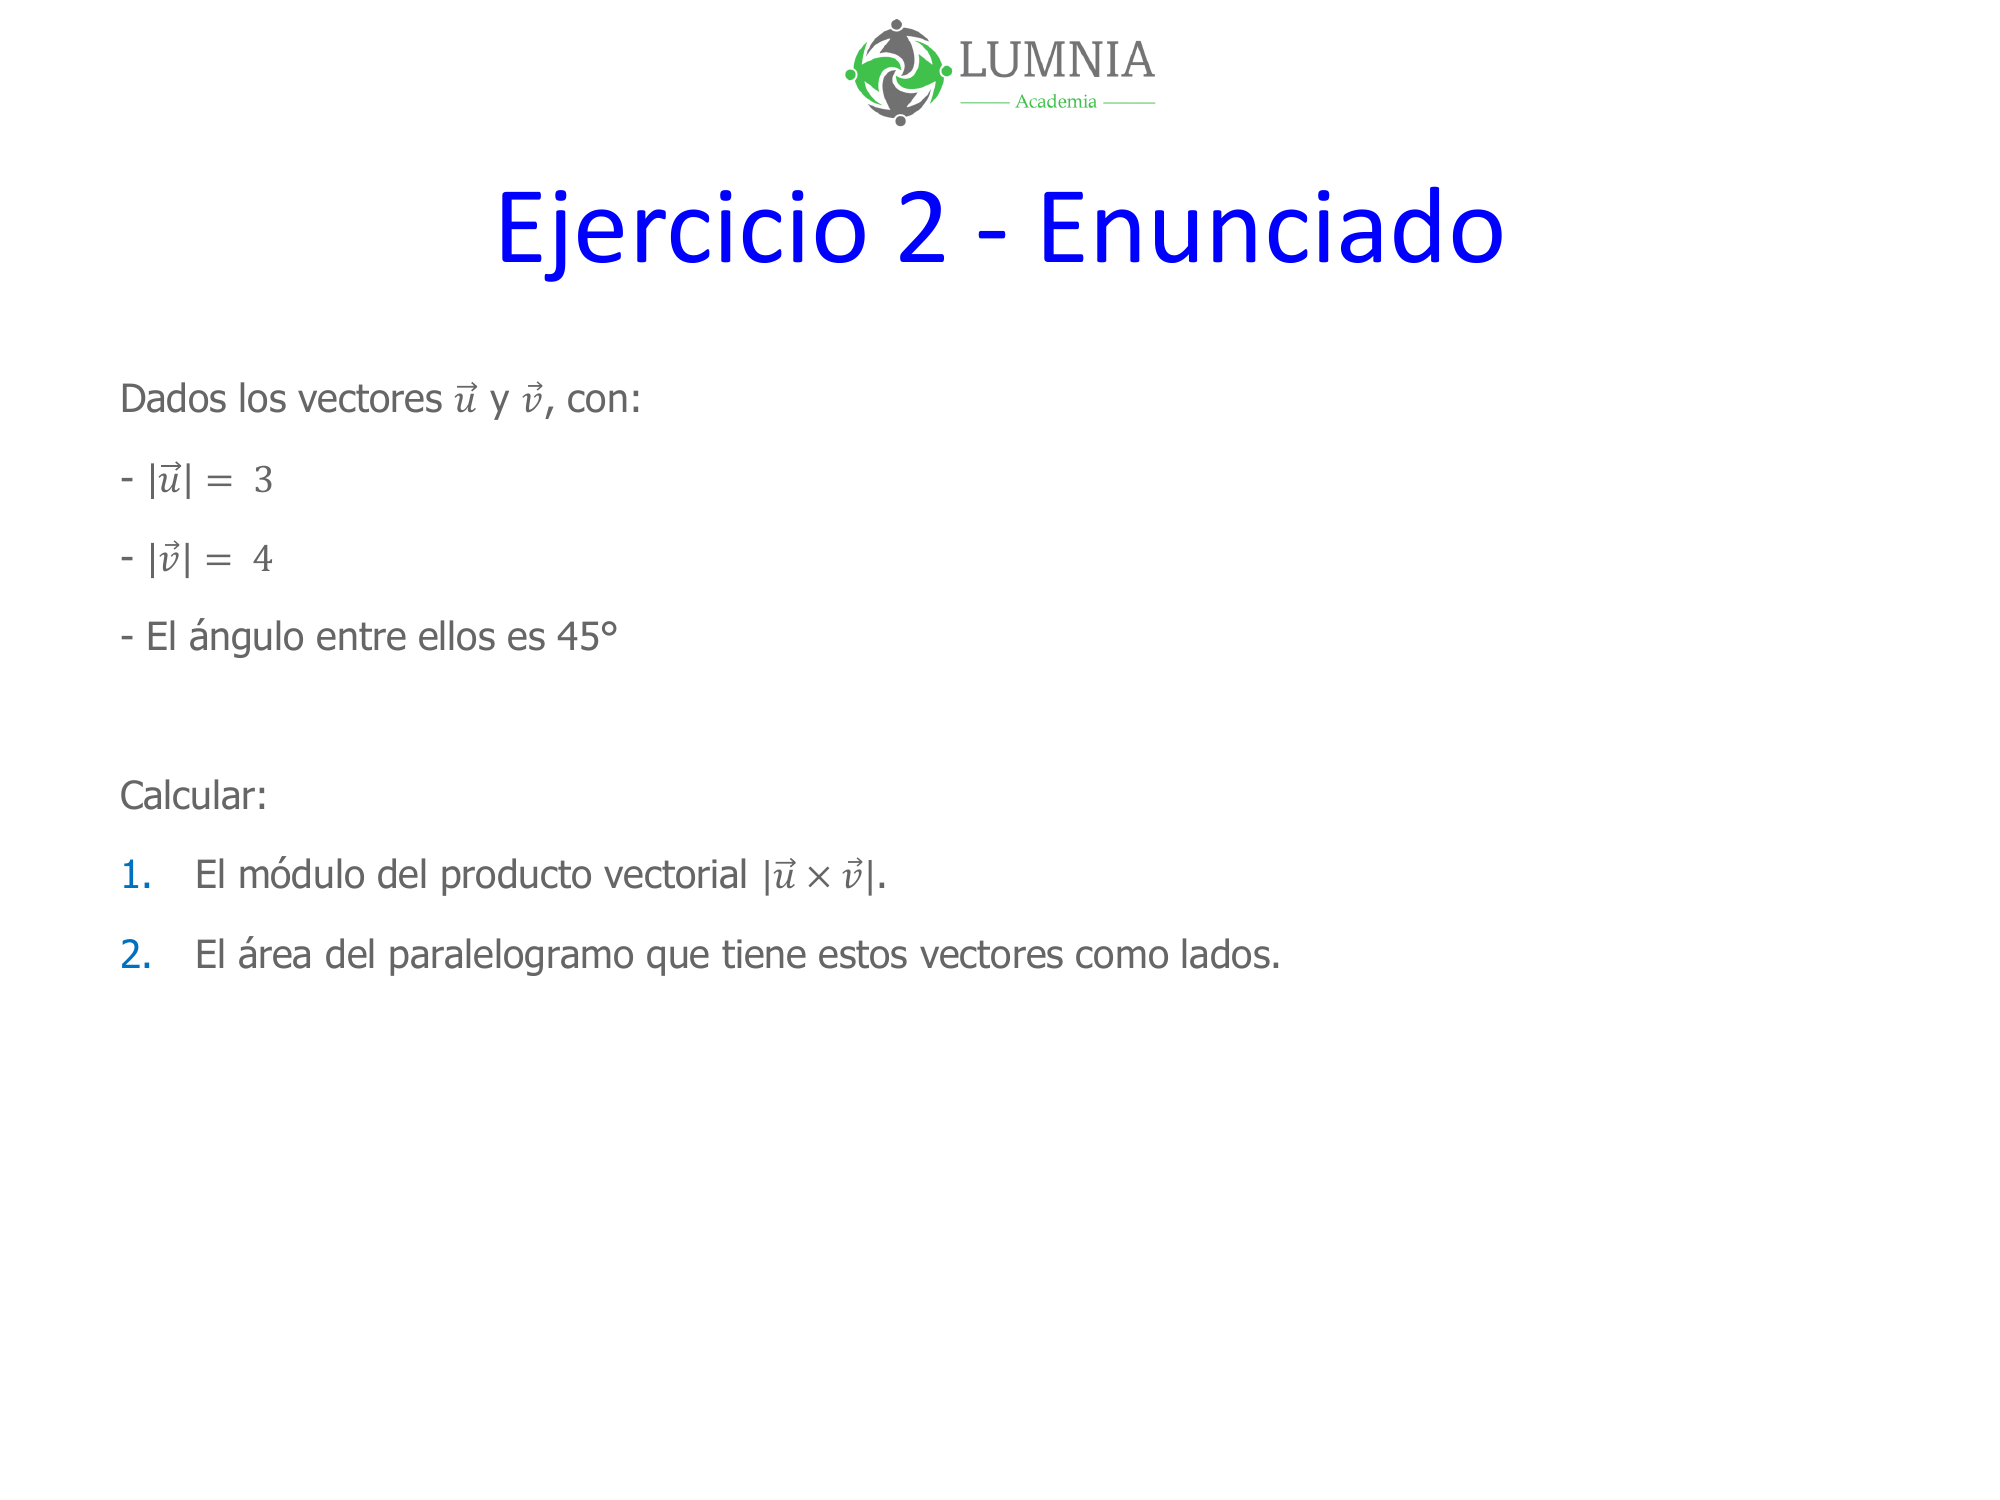 LUMNIA
Academia
Ejercicio 2 - Enunciado
Dados los vectores $\vec{u}$ y $\vec{v}$, con:
- $|\vec{u}| = 3$
- $|\vec{v}| = 4$
- El ángulo entre ellos es 45°
Calcular:
1. El módulo del producto vectorial $|\vec{u} \times \vec{v}|$.
2. El área del paralelogramo que tiene estos vectores como lados.